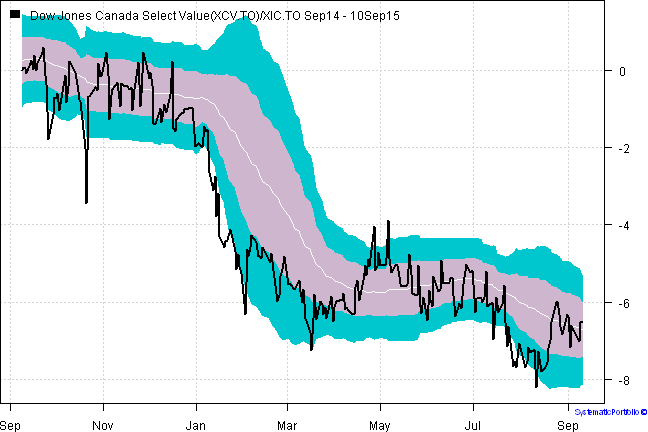 Dow Jones Canada Select Value(XCV.TO)/XIC.TO Sep14 - 10Sep15
0
-2
-4
-6
-8
Sep Nov Jan Mar May Jul Sep
SystematicPortfolio ©